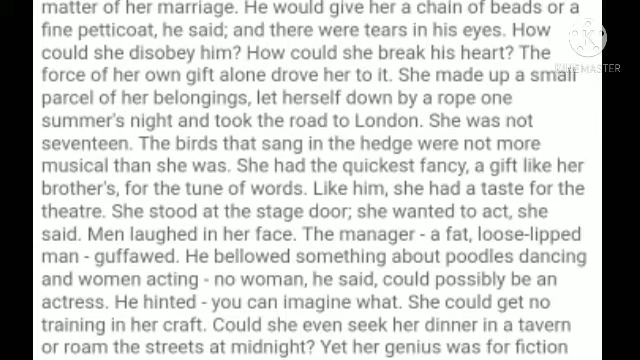 matter of her marriage. He would give her a chain of beads or a
fine petticoat, he said; and there were tears in his eyes. How
could she disobey him? How could she break his heart? The
force of her own gift alone drove her to it. She made up a small
parcel of her belongings, let herself down by a rope one
summer's night and took the road to London. She was not
seventeen. The birds that sang in the hedge were not more
musical than she was. She had the quickest fancy, a gift like her
brother's, for the tune of words. Like him, she had a taste for the
theatre. She stood at the stage door; she wanted to act, she
said. Men laughed in her face. The manager - a fat, loose-lipped
man - guffawed. He bellowed something about poodles dancing
and women acting - no woman, he said, could possibly be an
actress. He hinted - you can imagine what. She could get no
training in her craft. Could she even seek her dinner in a tavern
or roam the streets at midnight? Yet her genius was for fiction
KINEMASTER